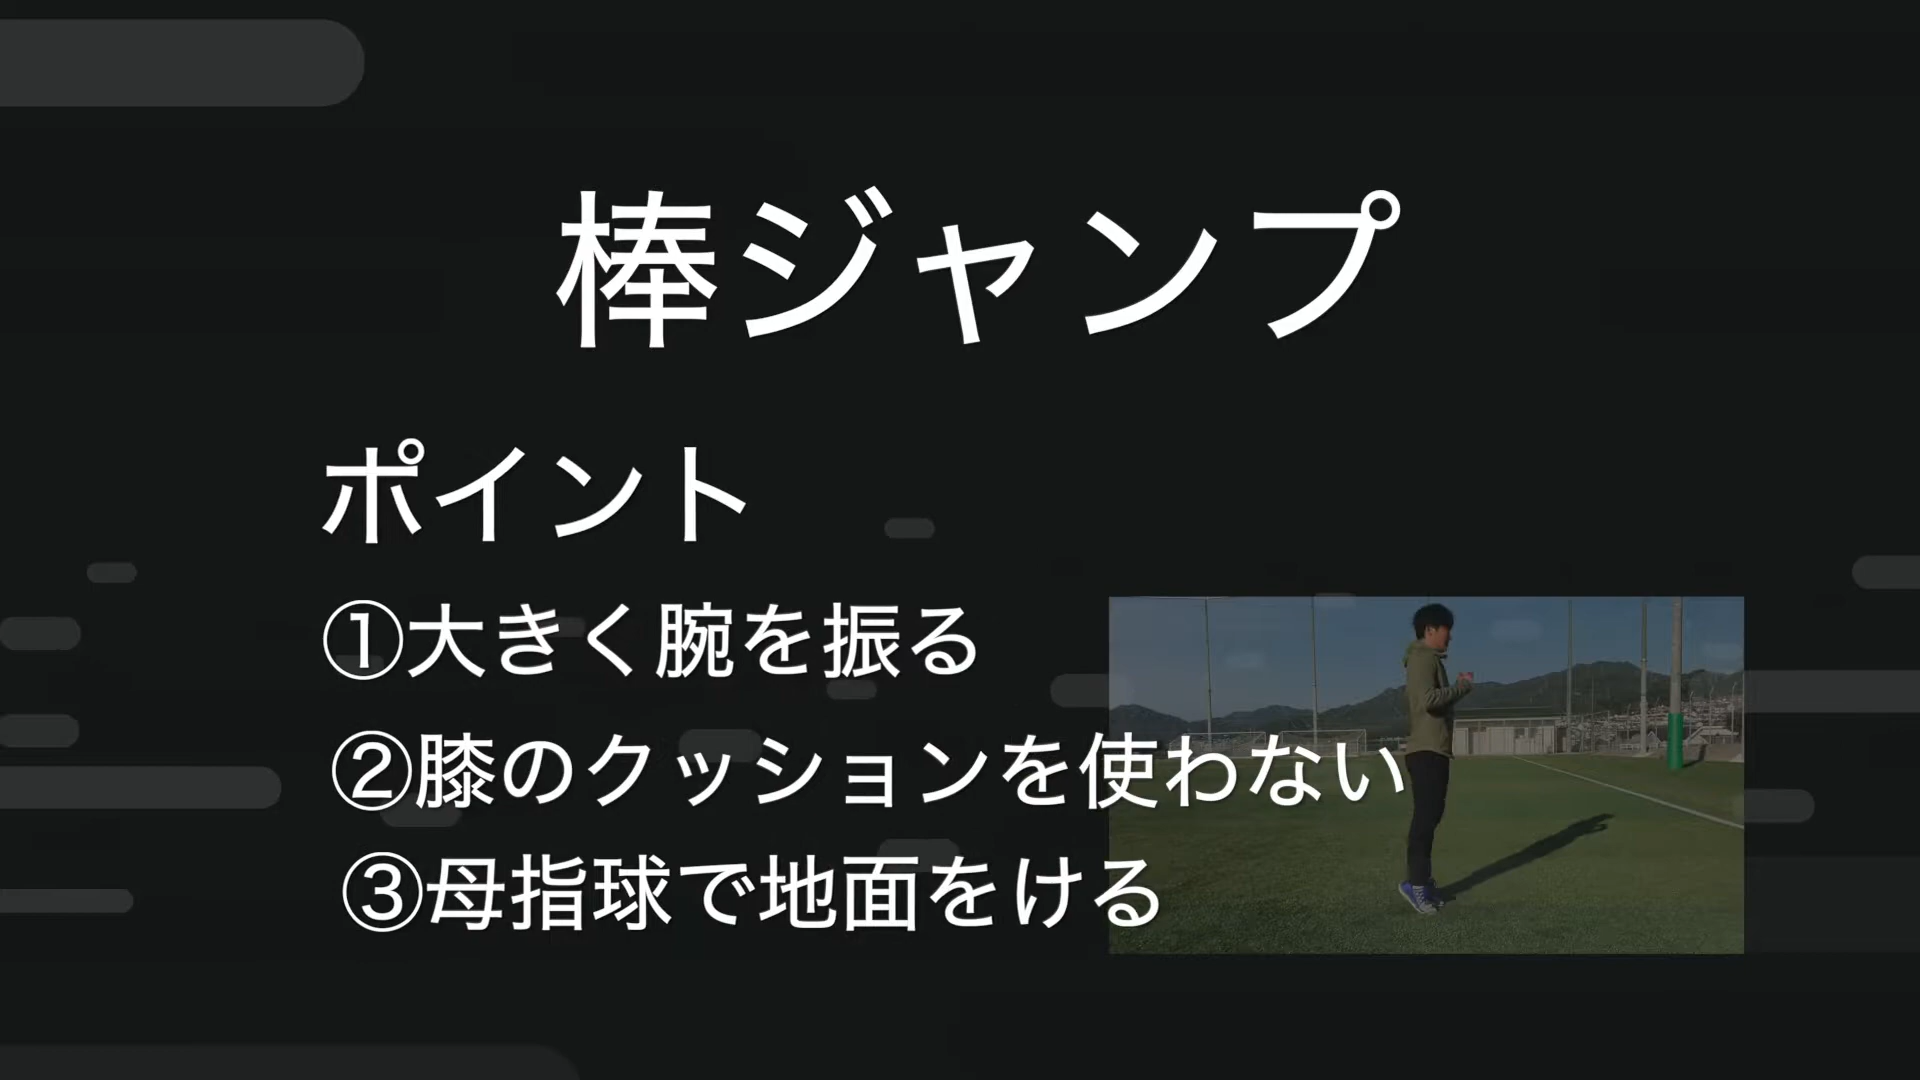 棒ジャンプ
ポイント
①大きく腕を振る
②膝のクッションを使わない
③母指球で地面をける